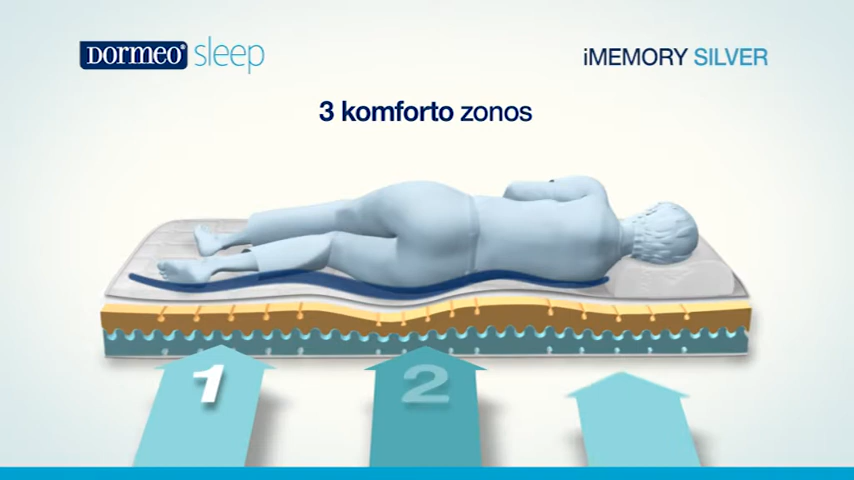 DORMEO® sleep
iMEMORY SILVER
3 komforto zonos
1
2